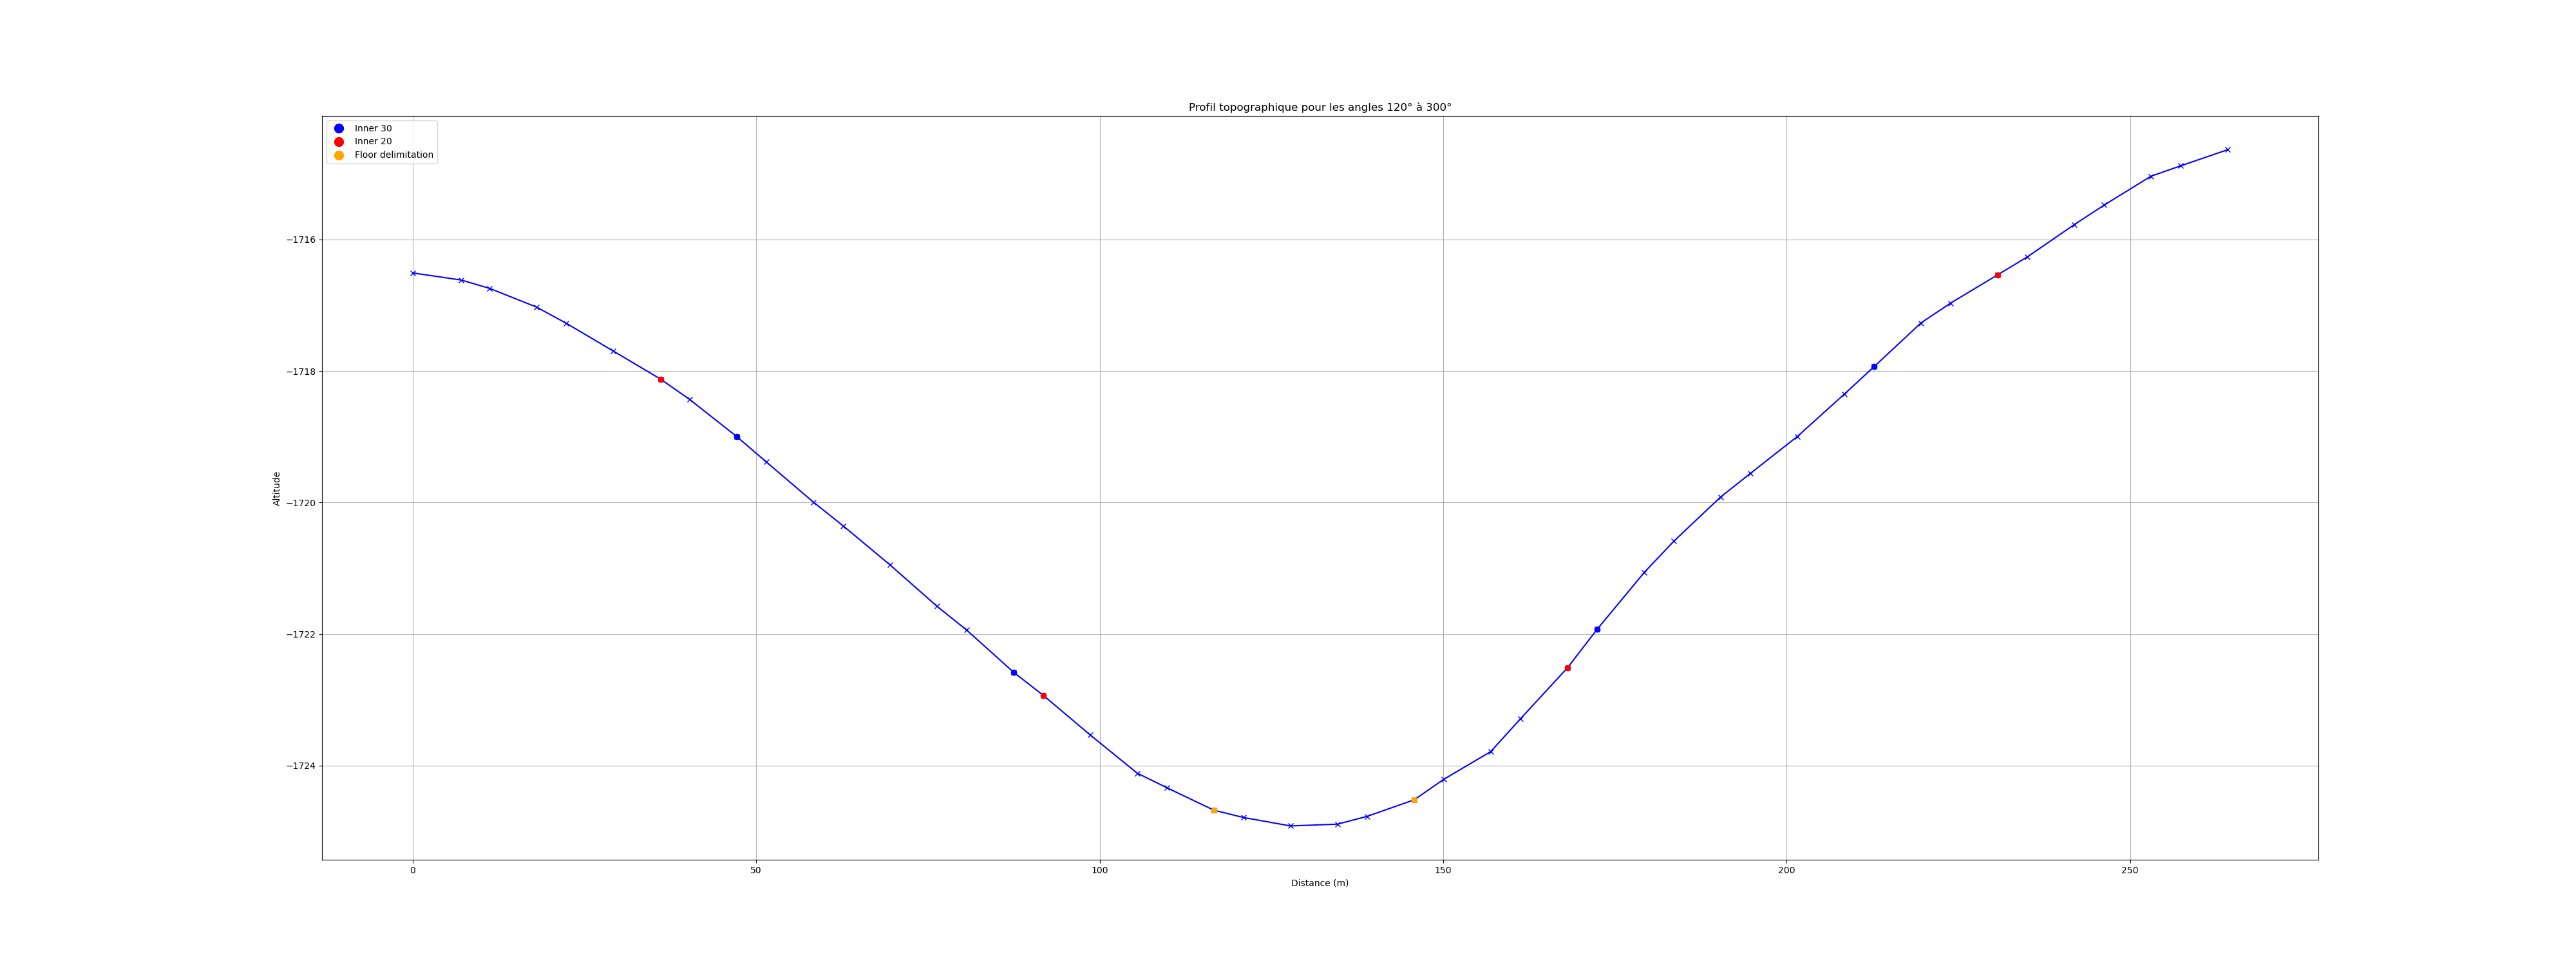 Profil topographique pour les angles 120° à 300°
Inner 30
Inner 20
Floor delimitation
Altitude
−1716
−1718
−1720
−1722
−1724
0 50 100 150 200 250
Distance (m)